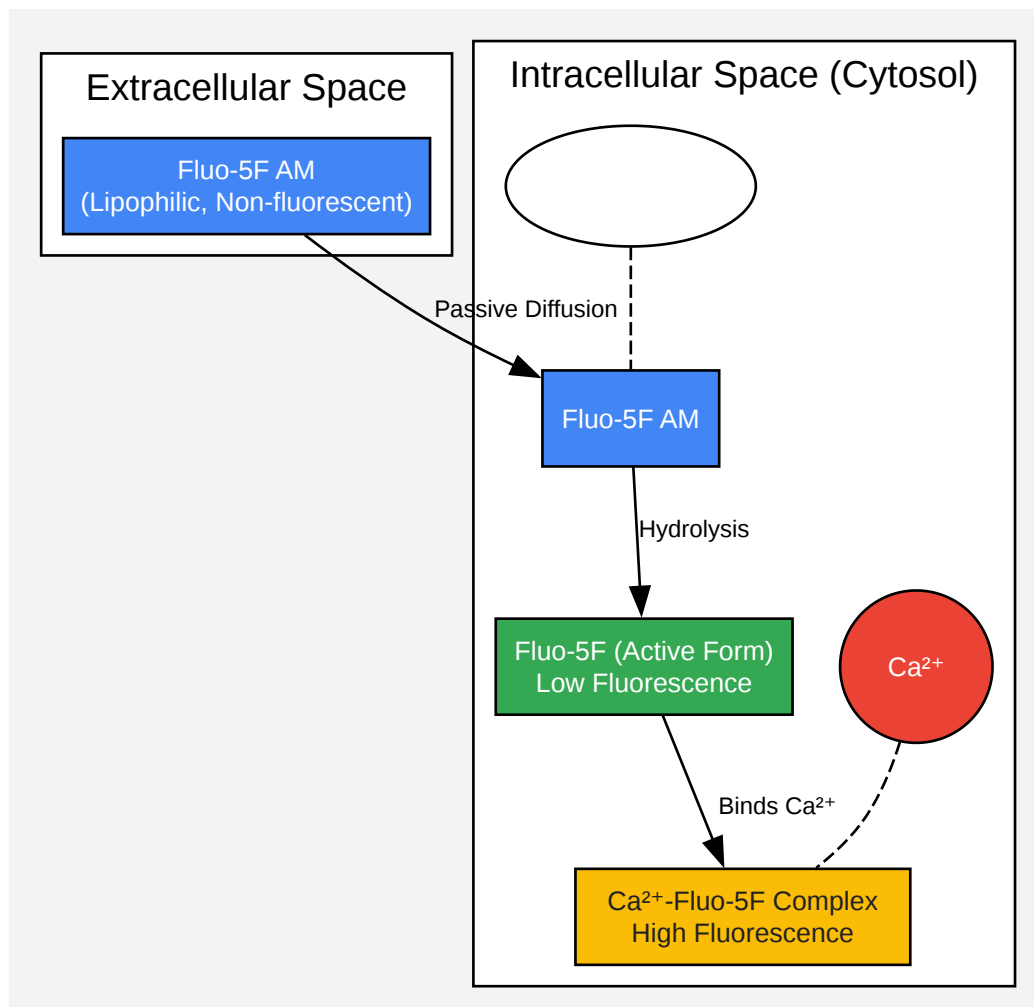 Extracellular Space
Fluo-5F AM
(Lipophilic, Non-fluorescent)
Intracellular Space (Cytosol)
Passive Diffusion
Fluo-5F AM
Hydrolysis
Fluo-5F (Active Form)
Low Fluorescence
Ca²⁺
Binds Ca²⁺
Ca²⁺-Fluo-5F Complex
High Fluorescence